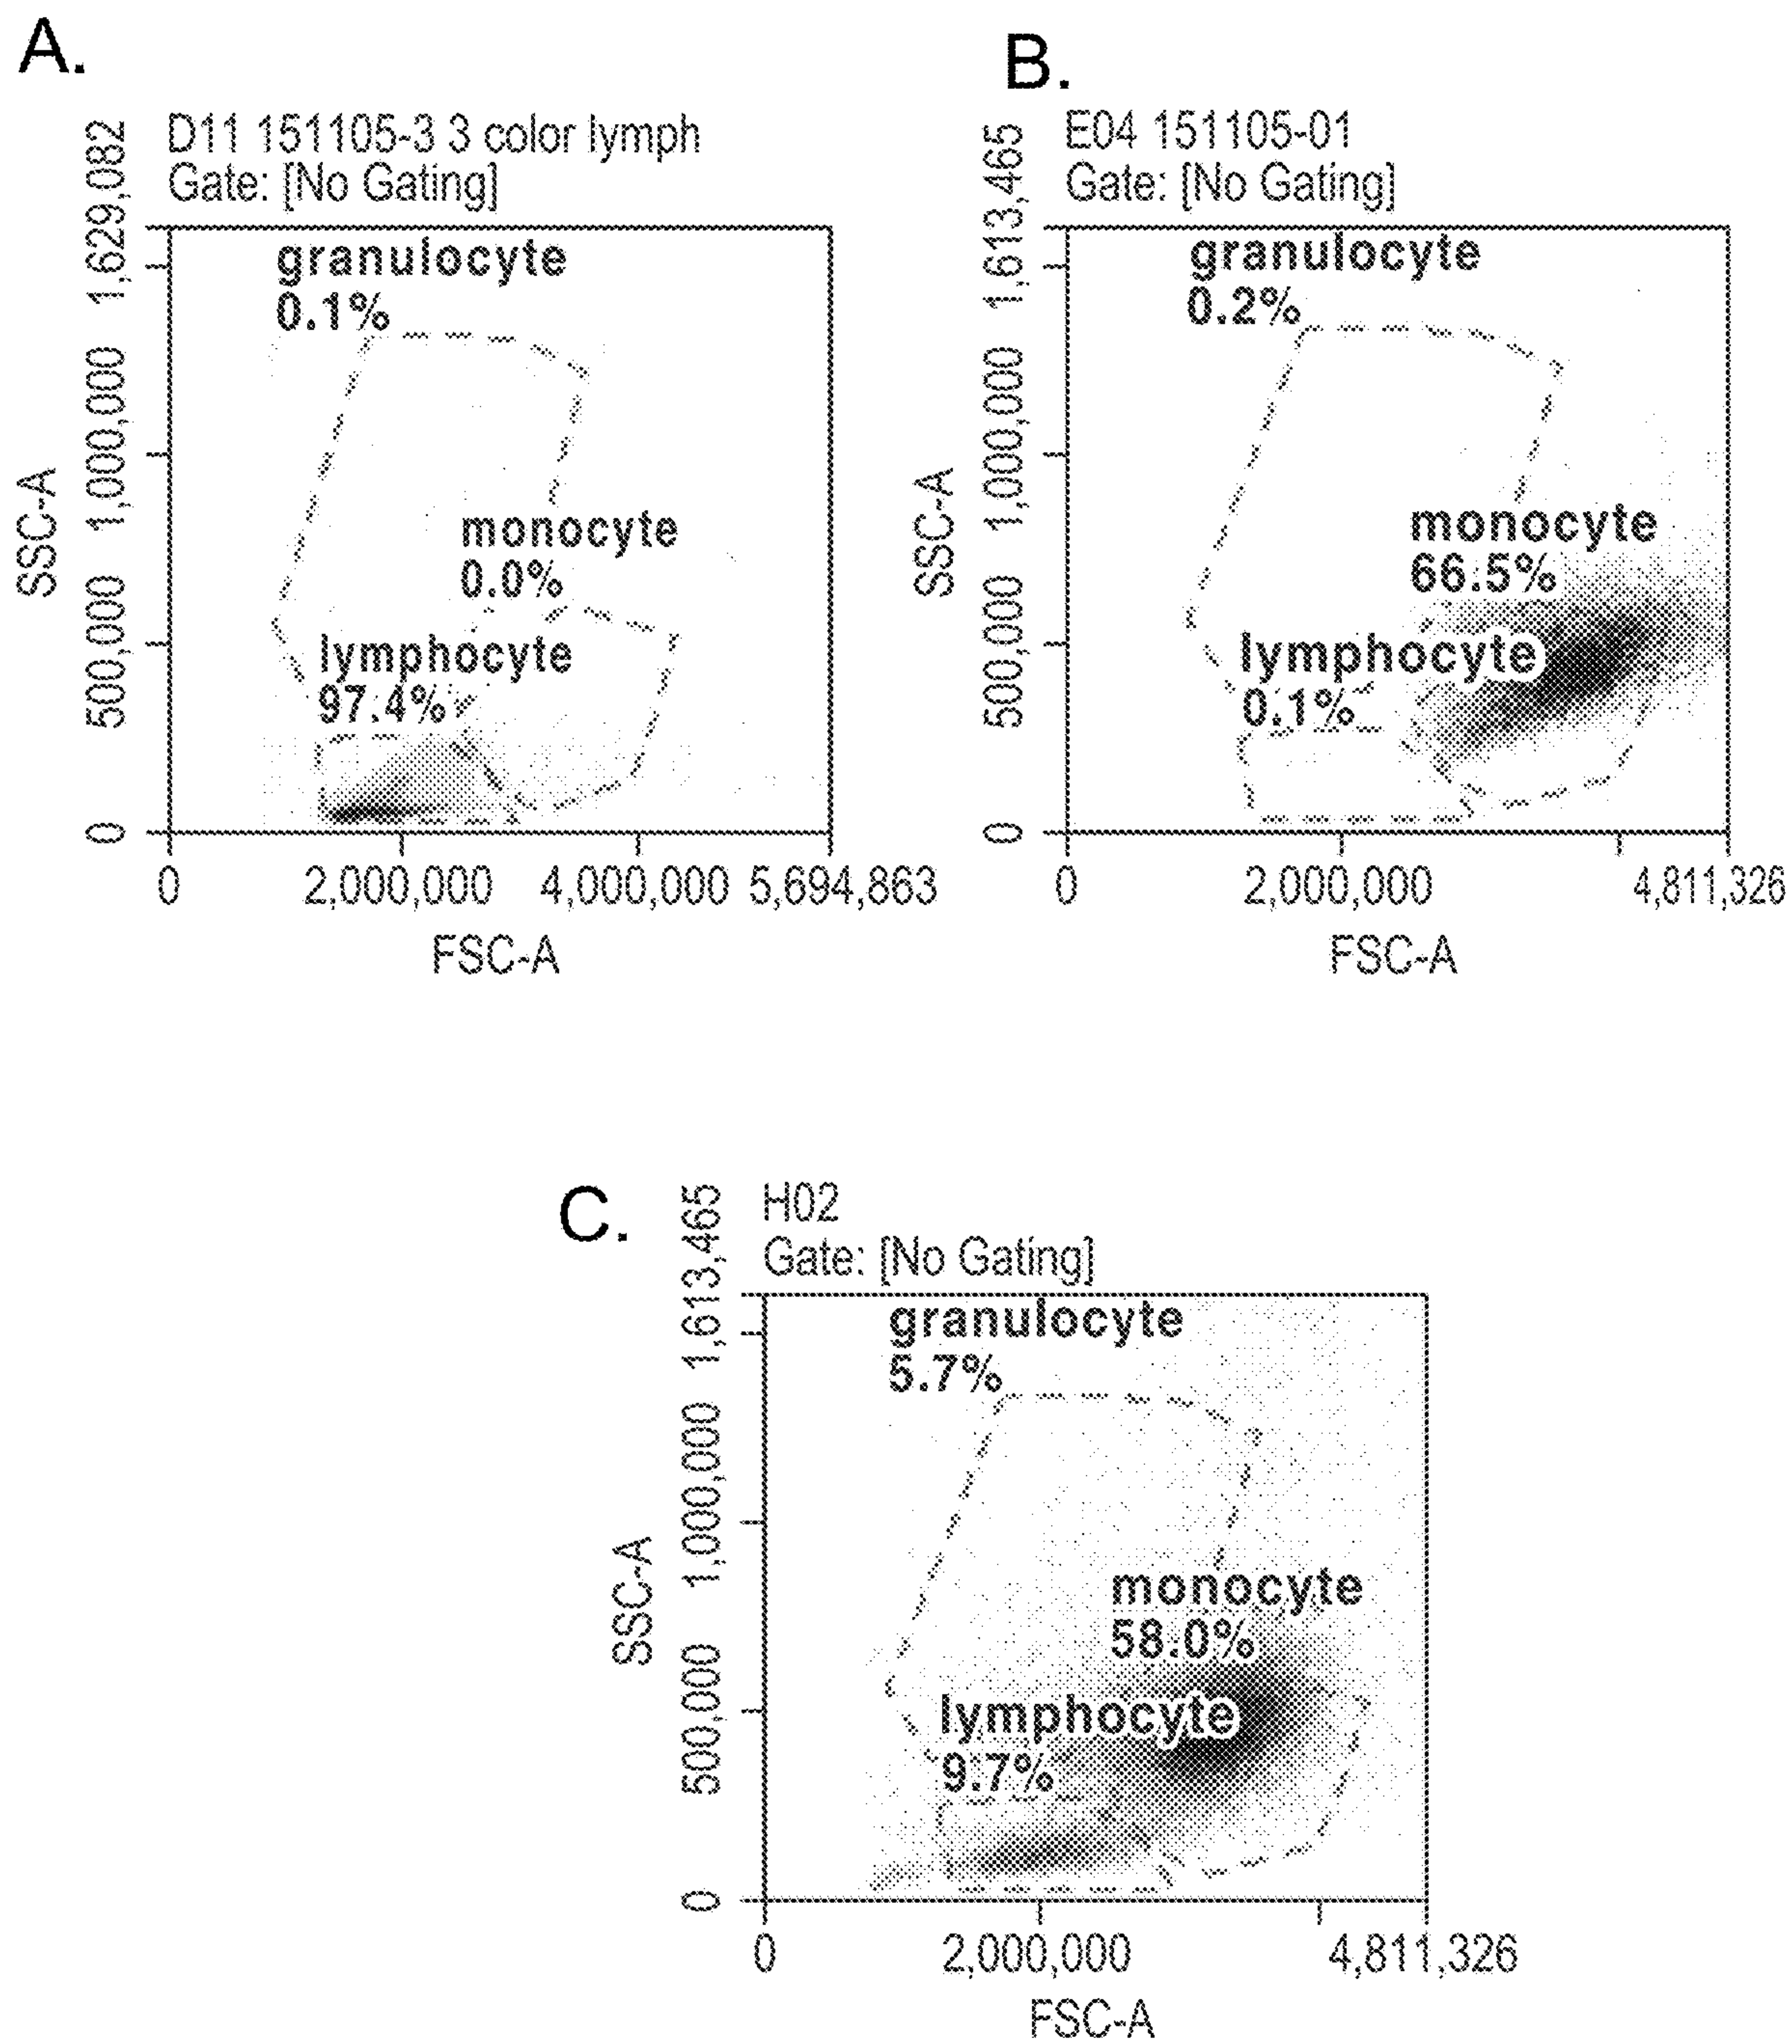 A.
D11 151105-3 3 color lymph
Gate: [No Gating]
granulocyte
0.1%
monocyte
0.0%
lymphocyte
97.4%
SSC-A
1,629,082
1,000,000
500,000
0
0 2,000,000 4,000,000 5,694,863
FSC-A
B.
E04 151105-01
Gate: [No Gating]
granulocyte
0.2%
monocyte
66.5%
lymphocyte
0.1%
SSC-A
1,613,465
1,000,000
500,000
0
0 2,000,000 4,811,326
FSC-A
C.
H02
Gate: [No Gating]
granulocyte
5.7%
monocyte
58.0%
lymphocyte
9.7%
SSC-A
1,613,465
1,000,000
500,000
0
0 2,000,000 4,811,326
FSC-A